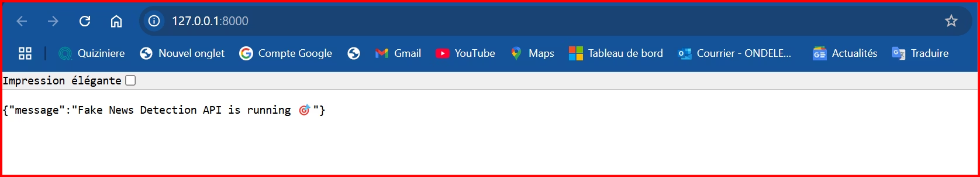 127.0.0.1:8000
Quiziniere Nouvel onglet Compte Google Gmail YouTube Maps Tableau de bord Courrier - ONDELE... Actualités Traduire
Impression élégante
{"message":"Fake News Detection API is running 🎯"}